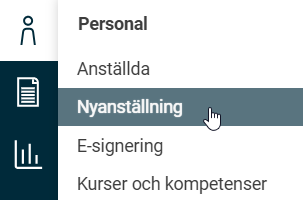 Personal
Anställda
Nyanställning
E-signering
Kurser och kompetenser